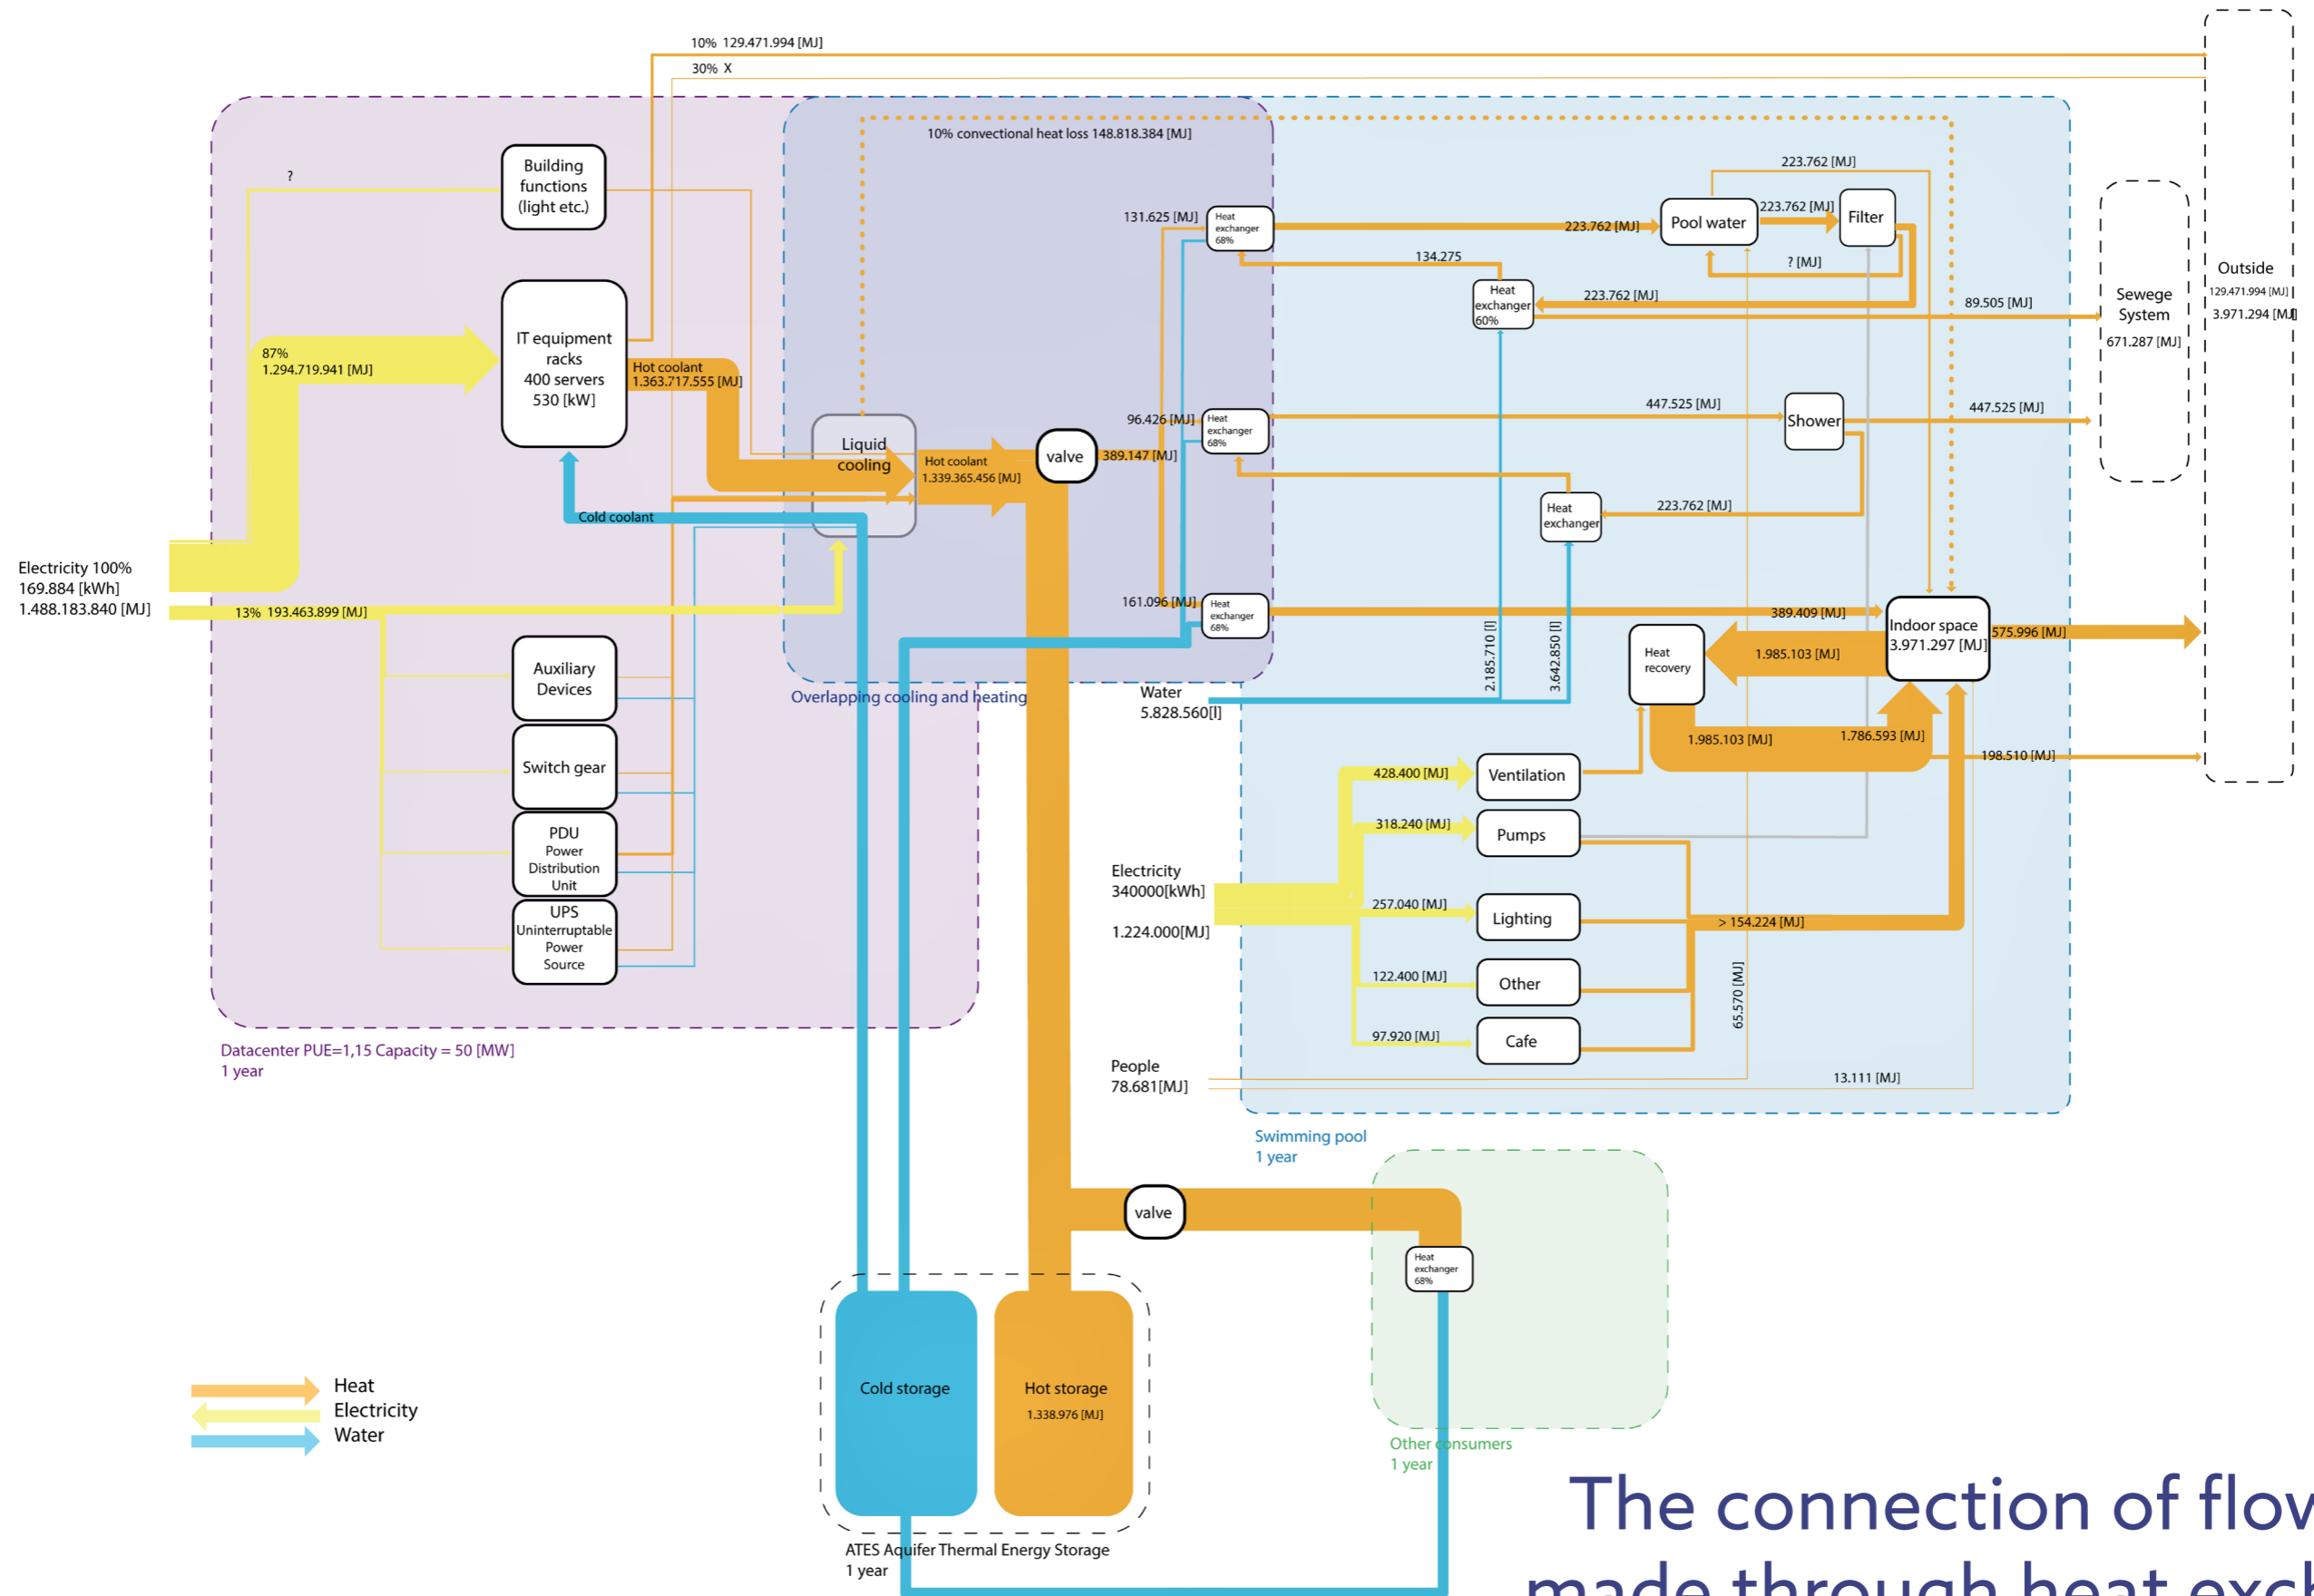 10% 129.471.994 [MJ]
30% X
10% convectional heat loss 148.818.384 [MJ]
?
Building
functions
(light etc.)
87%
1.294.719.941 [MJ]
IT equipment
racks
400 servers
530 [kW]
Hot coolant
1.363.717.555 [MJ]
Liquid
cooling
Hot coolant
1.339.365.456 [MJ]
valve
389.147 [MJ]
Cold coolant
Electricity 100%
169.884 [kWh]
1.488.183.840 [MJ]
13% 193.463.899 [MJ]
Auxiliary
Devices
Switch gear
PDU
Power
Distribution
Unit
UPS
Uninterruptable
Power
Source
Datacenter PUE=1,15 Capacity = 50 [MW]
1 year
Overlapping cooling and heating
131.625 [MJ]
Heat
exchanger
68%
96.426 [MJ]
Heat
exchanger
68%
161.096 [MJ]
Heat
exchanger
68%
223.762 [MJ]
134.275
Heat
exchanger
60%
223.762 [MJ]
Pool water
223.762 [MJ]
223.762 [MJ]
Filter
? [MJ]
89.505 [MJ]
447.525 [MJ]
Shower
447.525 [MJ]
Heat
exchanger
223.762 [MJ]
Sewege
System
671.287 [MJ]
Outside
129.471.994 [MJ]
3.971.294 [MJ]
389.409 [MJ]
Indoor space
3.971.297 [MJ]
575.996 [MJ]
Heat
recovery
1.985.103 [MJ]
1.985.103 [MJ]
1.786.593 [MJ]
198.510 [MJ]
Water
5.828.560[l]
2.185.710 [l]
3.642.850 [l]
Electricity
340000[kWh]
1.224.000[MJ]
428.400 [MJ]
Ventilation
318.240 [MJ]
Pumps
257.040 [MJ]
Lighting
> 154.224 [MJ]
122.400 [MJ]
Other
97.920 [MJ]
Cafe
65.570 [MJ]
People
78.681[MJ]
13.111 [MJ]
Swimming pool
1 year
valve
Heat
exchanger
68%
Other consumers
1 year
Cold storage
Hot storage
1.338.976 [MJ]
ATES Aquifer Thermal Energy Storage
1 year
Heat
Electricity
Water
The connection of flow
made through heat exch